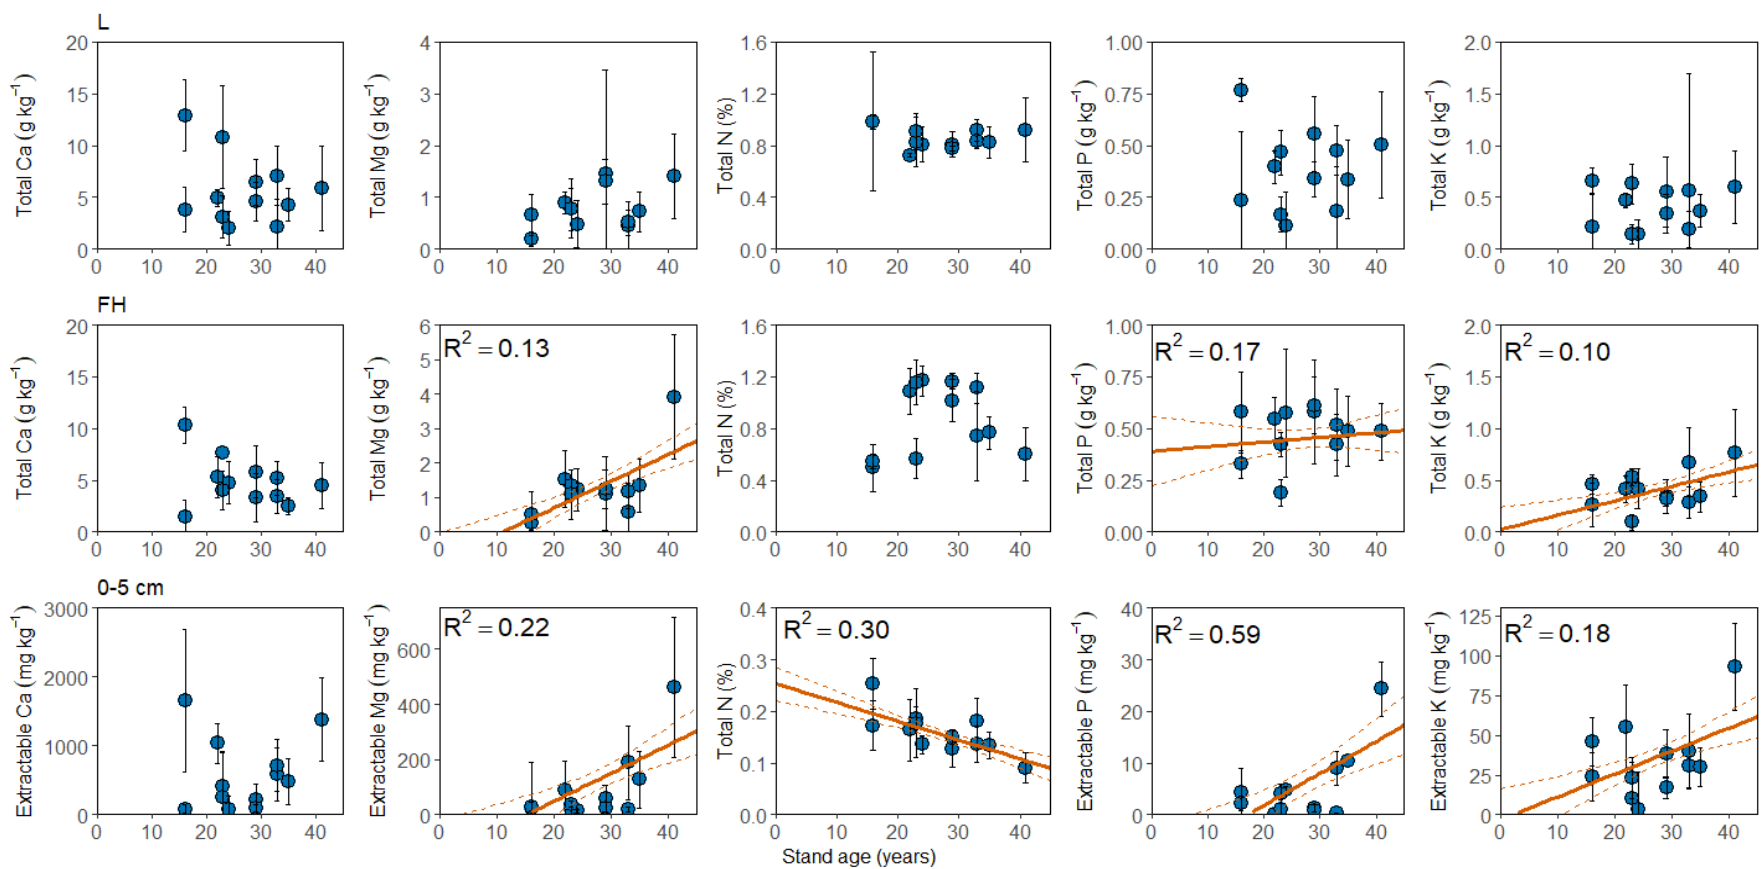 L
Total Ca (g kg⁻¹)
20
15
10
5
0
0 10 20 30 40
Total Mg (g kg⁻¹)
4
3
2
1
0
0 10 20 30 40
Total N (%)
1.6
1.2
0.8
0.4
0.0
0 10 20 30 40
Total P (g kg⁻¹)
1.00
0.75
0.50
0.25
0.00
0 10 20 30 40
Total K (g kg⁻¹)
2.0
1.5
1.0
0.5
0.0
0 10 20 30 40
FH
Total Ca (g kg⁻¹)
20
15
10
5
0
0 10 20 30 40
Total Mg (g kg⁻¹)
6
5
4
3
2
1
0
R² = 0.13
0 10 20 30 40
Total N (%)
1.6
1.2
0.8
0.4
0.0
0 10 20 30 40
Total P (g kg⁻¹)
1.00
0.75
0.50
0.25
0.00
R² = 0.17
0 10 20 30 40
Total K (g kg⁻¹)
2.0
1.5
1.0
0.5
0.0
R² = 0.10
0 10 20 30 40
0-5 cm
Extractable Ca (mg kg⁻¹)
3000
2000
1000
0
0 10 20 30 40
Extractable Mg (mg kg⁻¹)
600
400
200
0
R² = 0.22
0 10 20 30 40
Total N (%)
0.4
0.3
0.2
0.1
0.0
R² = 0.30
0 10 20 30 40
Extractable P (mg kg⁻¹)
40
30
20
10
0
R² = 0.59
0 10 20 30 40
Extractable K (mg kg⁻¹)
125
100
75
50
25
0
R² = 0.18
0 10 20 30 40
Stand age (years)